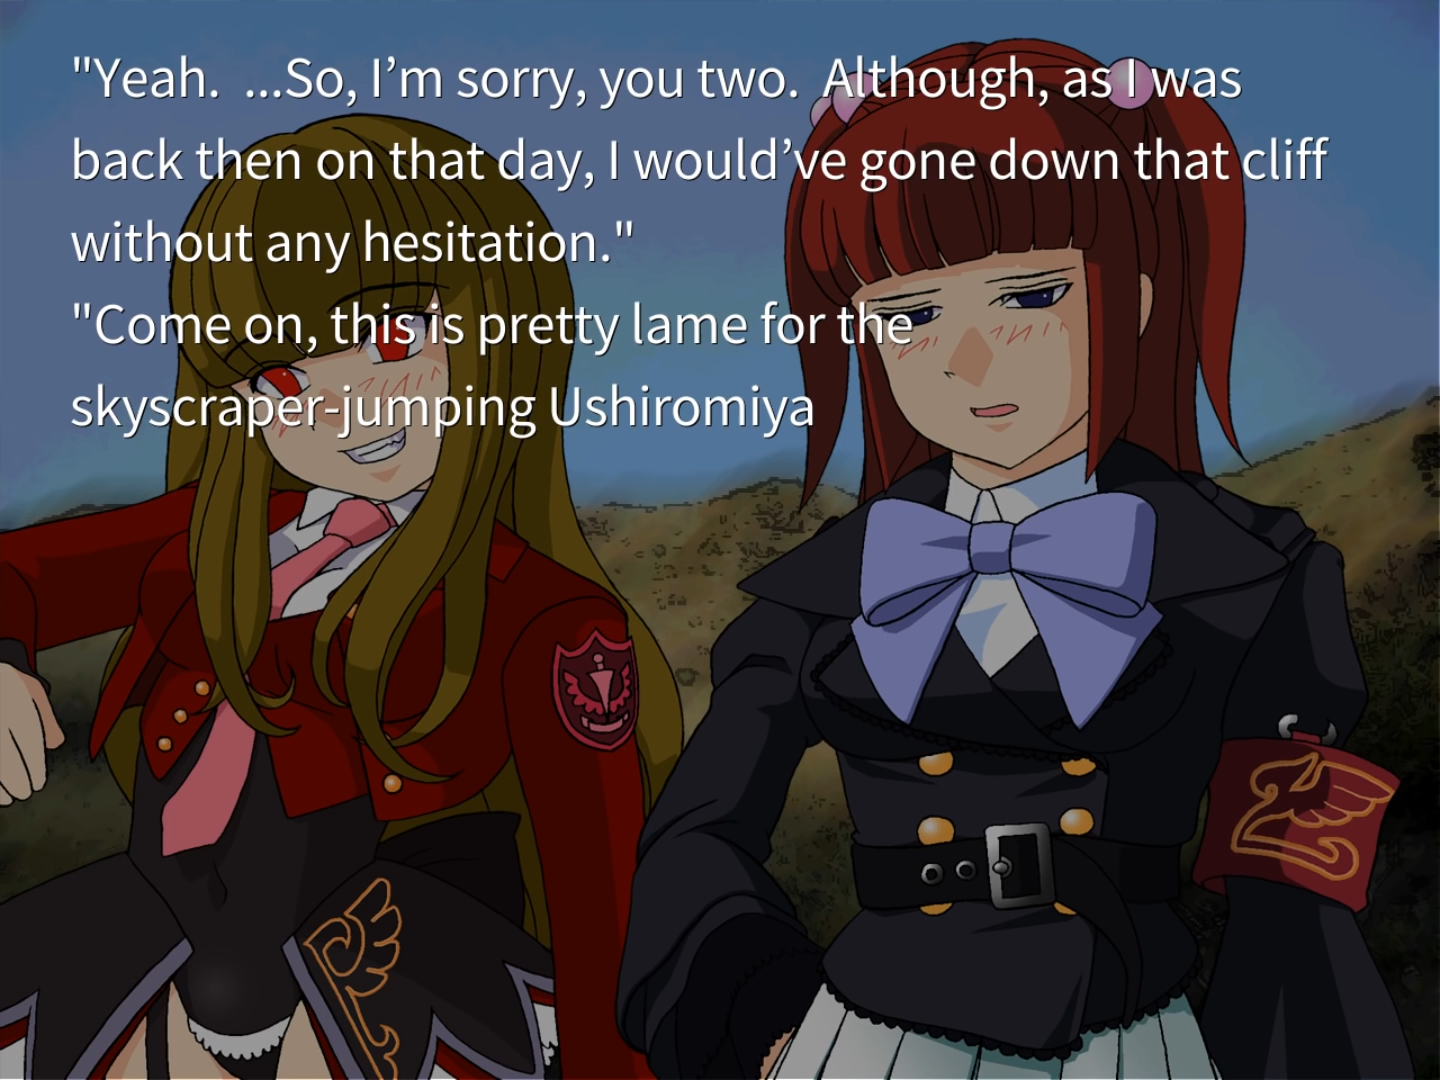 "Yeah.  ...So, I’m sorry, you two.  Although, as I was
back then on that day, I would’ve gone down that cliff
without any hesitation."
"Come on, this is pretty lame for the
skyscraper-jumping Ushiromiya